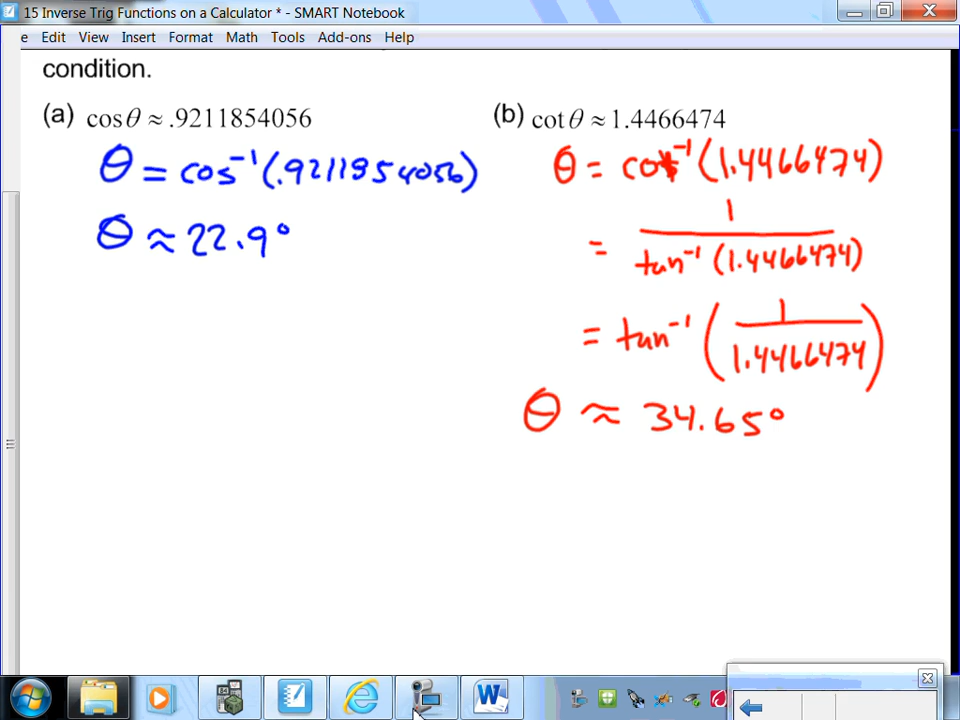 15 Inverse Trig Functions on a Calculator * - SMART Notebook
e Edit View Insert Format Math Tools Add-ons Help
condition.
(a) cos θ ≈ .9211854056
(b) cot θ ≈ 1.4466474
θ = cos⁻¹(.9211854056)
θ ≈ 22.9°
θ = cot⁻¹(1.4466474)
= 1 / tan⁻¹(1.4466474)
= tan⁻¹(1 / 1.4466474)
θ ≈ 34.65°